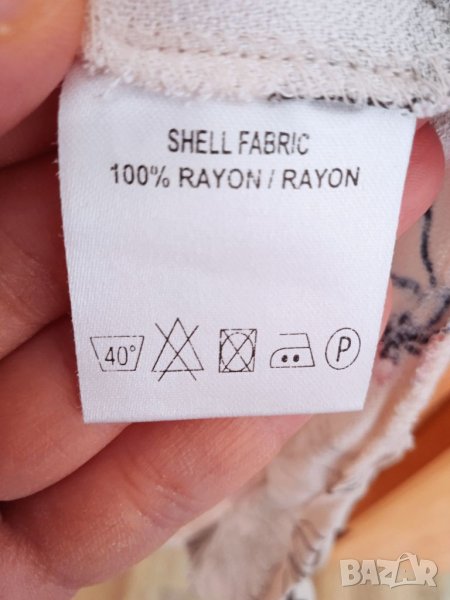 SHELL FABRIC
100% RAYON / RAYON
40° P
BAZAR